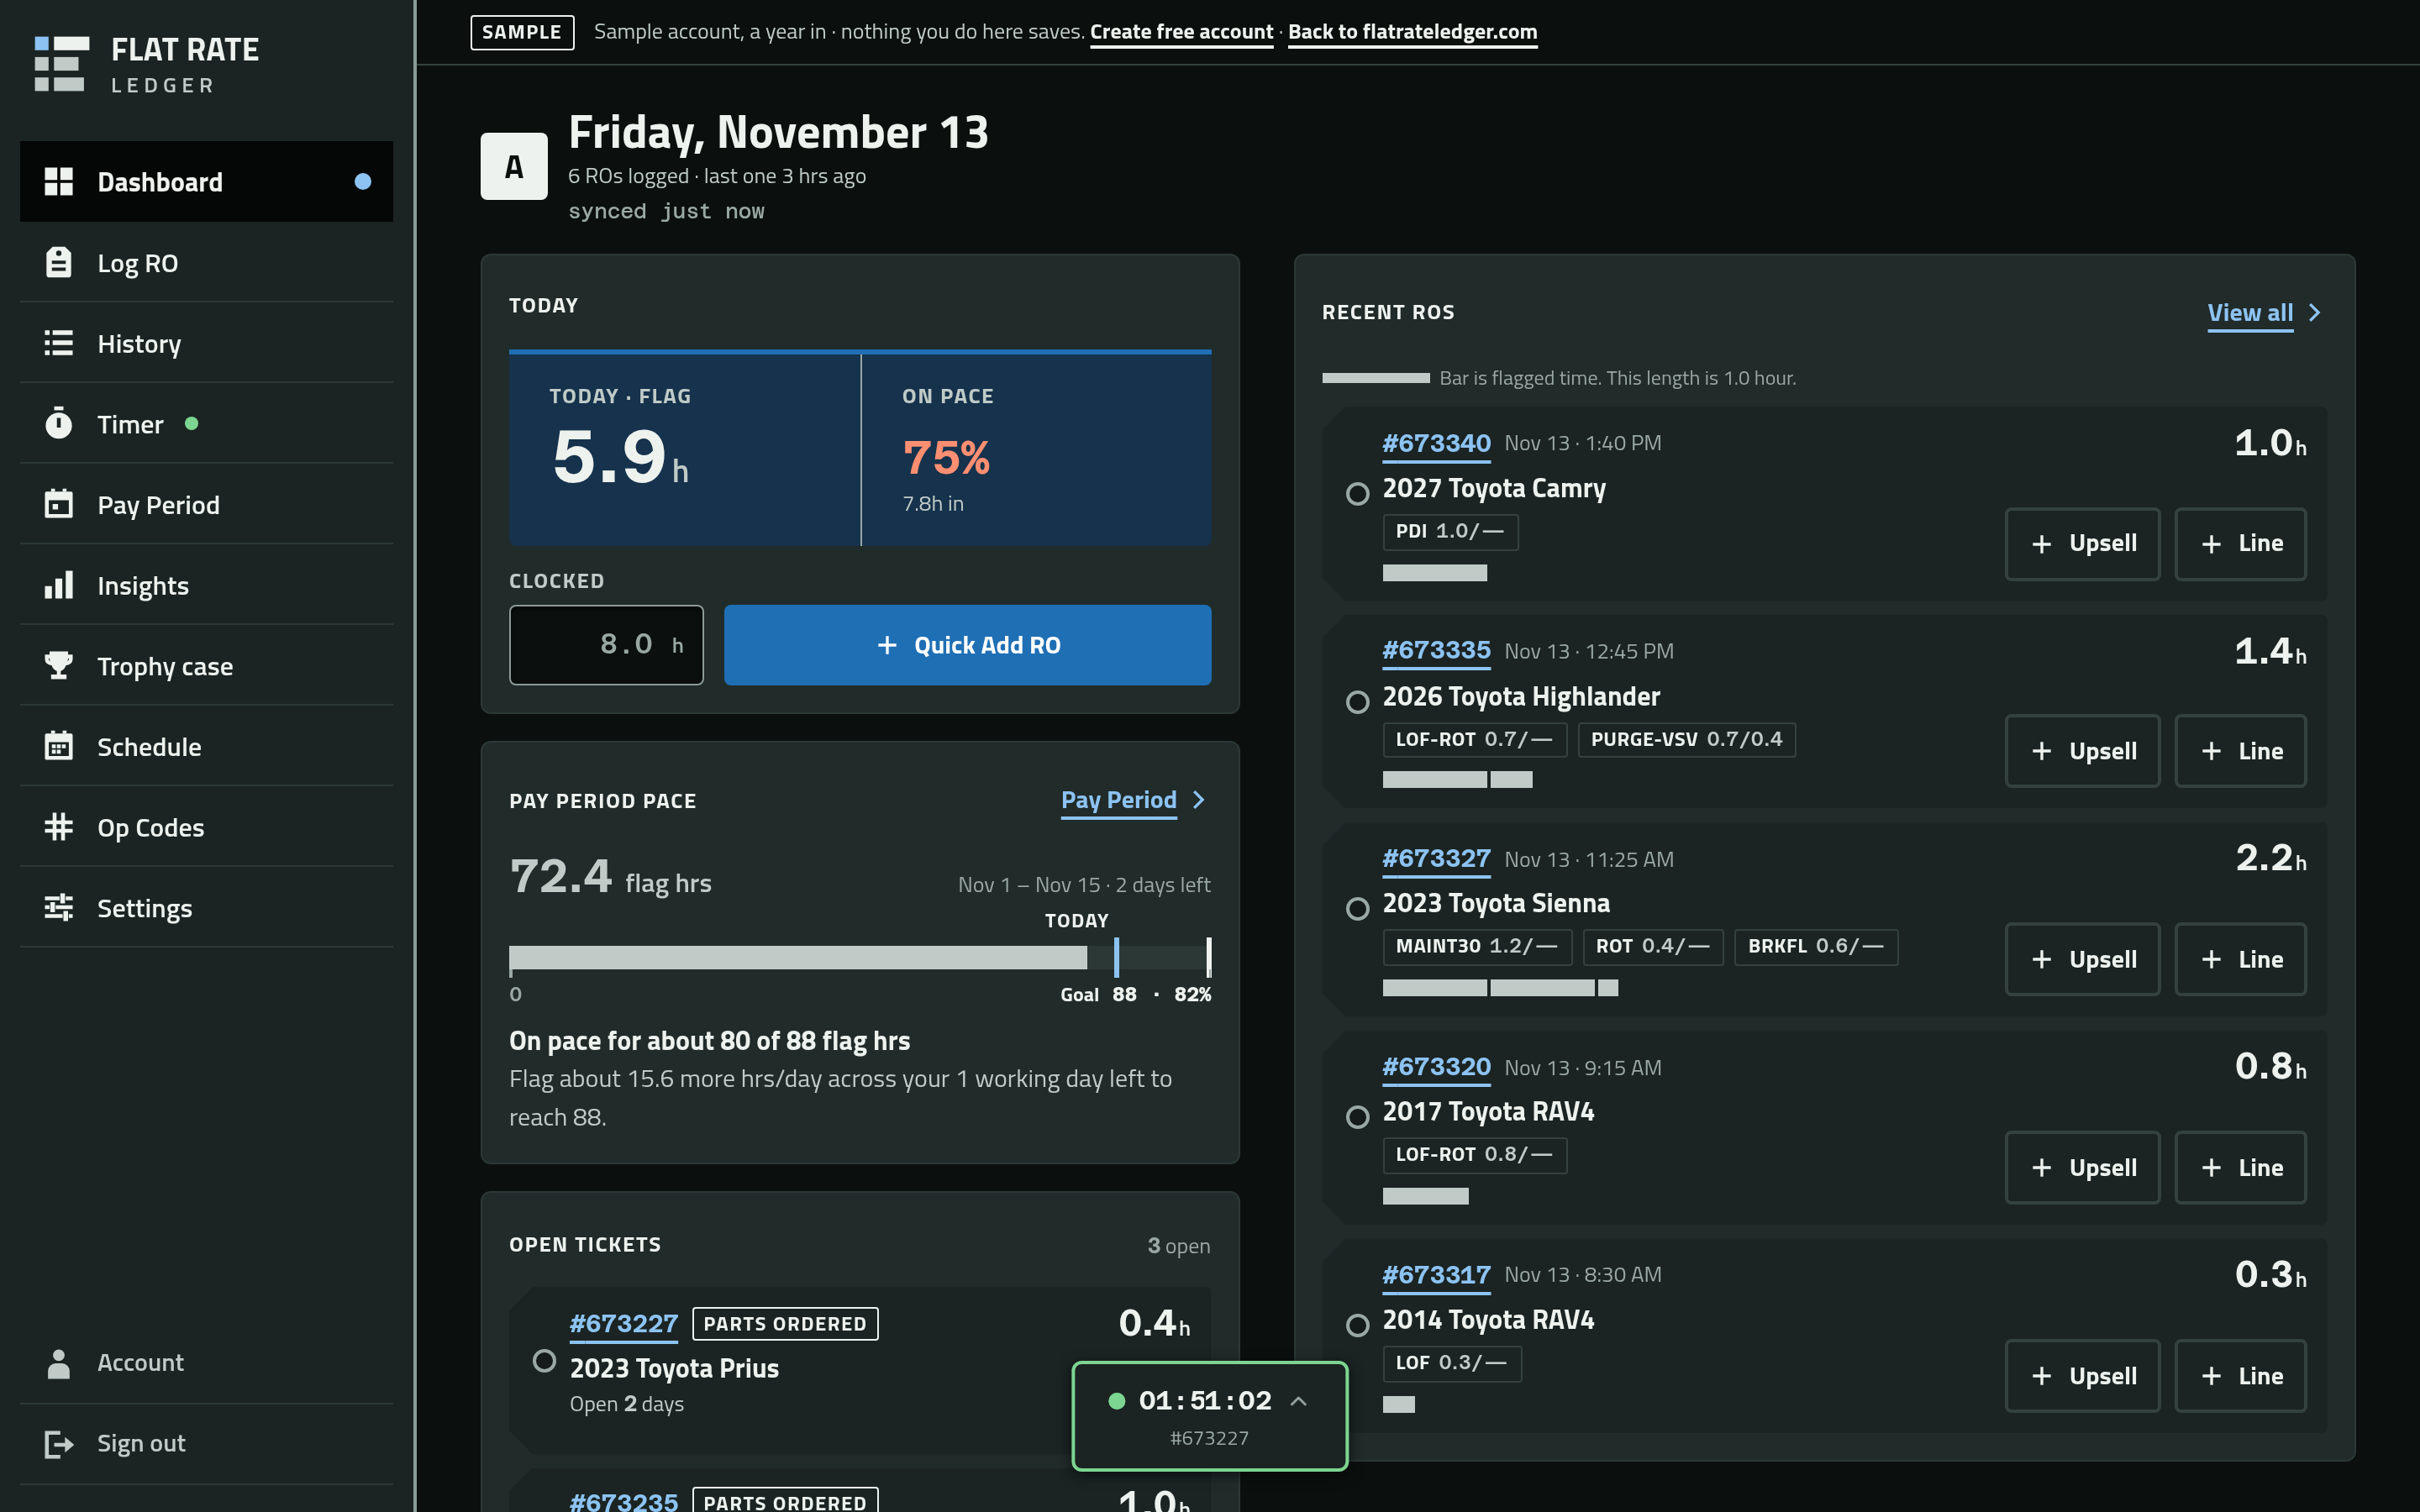 FLAT RATE
LEDGER
Dashboard
Log RO
History
Timer
Pay Period
Insights
Trophy case
Schedule
Op Codes
Settings
Account
Sign out
SAMPLE Sample account, a year in · nothing you do here saves. Create free account · Back to flatrateledger.com
A
Friday, November 13
6 ROs logged · last one 3 hrs ago
synced just now
TODAY
TODAY · FLAG
5.9 h
ON PACE
75%
7.8h in
CLOCKED
8.0 h
+ Quick Add RO
PAY PERIOD PACE
Pay Period >
72.4 flag hrs
Nov 1 – Nov 15 · 2 days left
TODAY
0
Goal 88 · 82%
On pace for about 80 of 88 flag hrs
Flag about 15.6 more hrs/day across your 1 working day left to
reach 88.
OPEN TICKETS
3 open
#673227 PARTS ORDERED
0.4h
2023 Toyota Prius
Open 2 days
#673235 PARTS ORDERED
1.0h
01:51:02
#673227
RECENT ROS
View all >
Bar is flagged time. This length is 1.0 hour.
#673340 Nov 13 · 1:40 PM
1.0h
2027 Toyota Camry
PDI 1.0/—
+ Upsell
+ Line
#673335 Nov 13 · 12:45 PM
1.4h
2026 Toyota Highlander
LOF-ROT 0.7/— PURGE-VSV 0.7/0.4
+ Upsell
+ Line
#673327 Nov 13 · 11:25 AM
2.2h
2023 Toyota Sienna
MAINT30 1.2/— ROT 0.4/— BRKFL 0.6/—
+ Upsell
+ Line
#673320 Nov 13 · 9:15 AM
0.8h
2017 Toyota RAV4
LOF-ROT 0.8/—
+ Upsell
+ Line
#673317 Nov 13 · 8:30 AM
0.3h
2014 Toyota RAV4
LOF 0.3/—
+ Upsell
+ Line